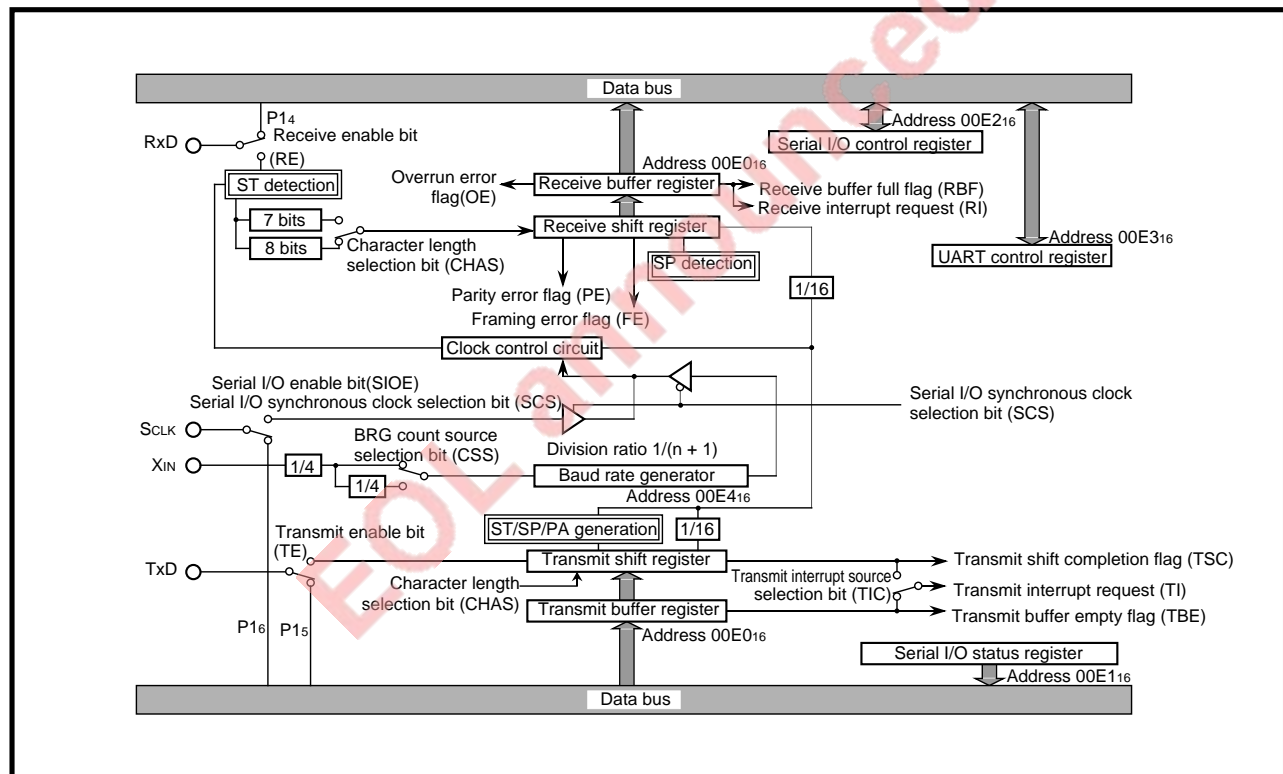 Data bus
P14
RxD
Receive enable bit
(RE)
ST detection
7 bits
8 bits
Character length
selection bit (CHAS)
Overrun error
flag(OE)
Address 00E016
Receive buffer register
Receive shift register
SP detection
Receive buffer full flag (RBF)
Receive interrupt request (RI)
Address 00E216
Serial I/O control register
Address 00E316
UART control register
1/16
Parity error flag (PE)
Framing error flag (FE)
Clock control circuit
Serial I/O enable bit(SIOE)
Serial I/O synchronous clock selection bit (SCS)
Serial I/O synchronous clock
selection bit (SCS)
SCLK
XIN
1/4
1/4
BRG count source
selection bit (CSS)
Division ratio 1/(n + 1)
Baud rate generator
Address 00E416
ST/SP/PA generation
1/16
Transmit enable bit
(TE)
TxD
Transmit shift register
Character length
selection bit (CHAS)
Transmit buffer register
Address 00E016
Transmit interrupt source
selection bit (TIC)
Transmit shift completion flag (TSC)
Transmit interrupt request (TI)
Transmit buffer empty flag (TBE)
P16
P15
Serial I/O status register
Address 00E116
Data bus
EOL announced